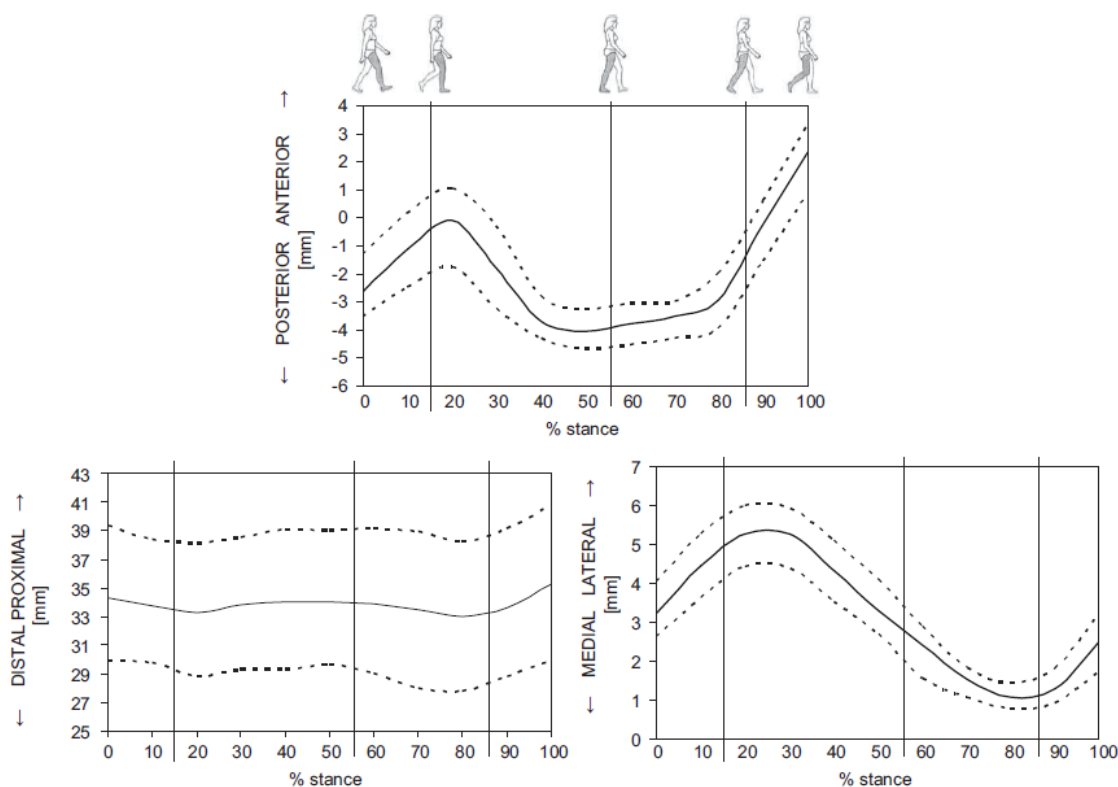 ← POSTERIOR ANTERIOR →
[mm]
4
3
2
1
0
-1
-2
-3
-4
-5
-6
0 10 20 30 40 50 60 70 80 90 100
% stance
← DISTAL PROXIMAL →
[mm]
43
41
39
37
35
33
31
29
27
25
0 10 20 30 40 50 60 70 80 90 100
% stance
← MEDIAL LATERAL →
[mm]
7
6
5
4
3
2
1
0
0 10 20 30 40 50 60 70 80 90 100
% stance